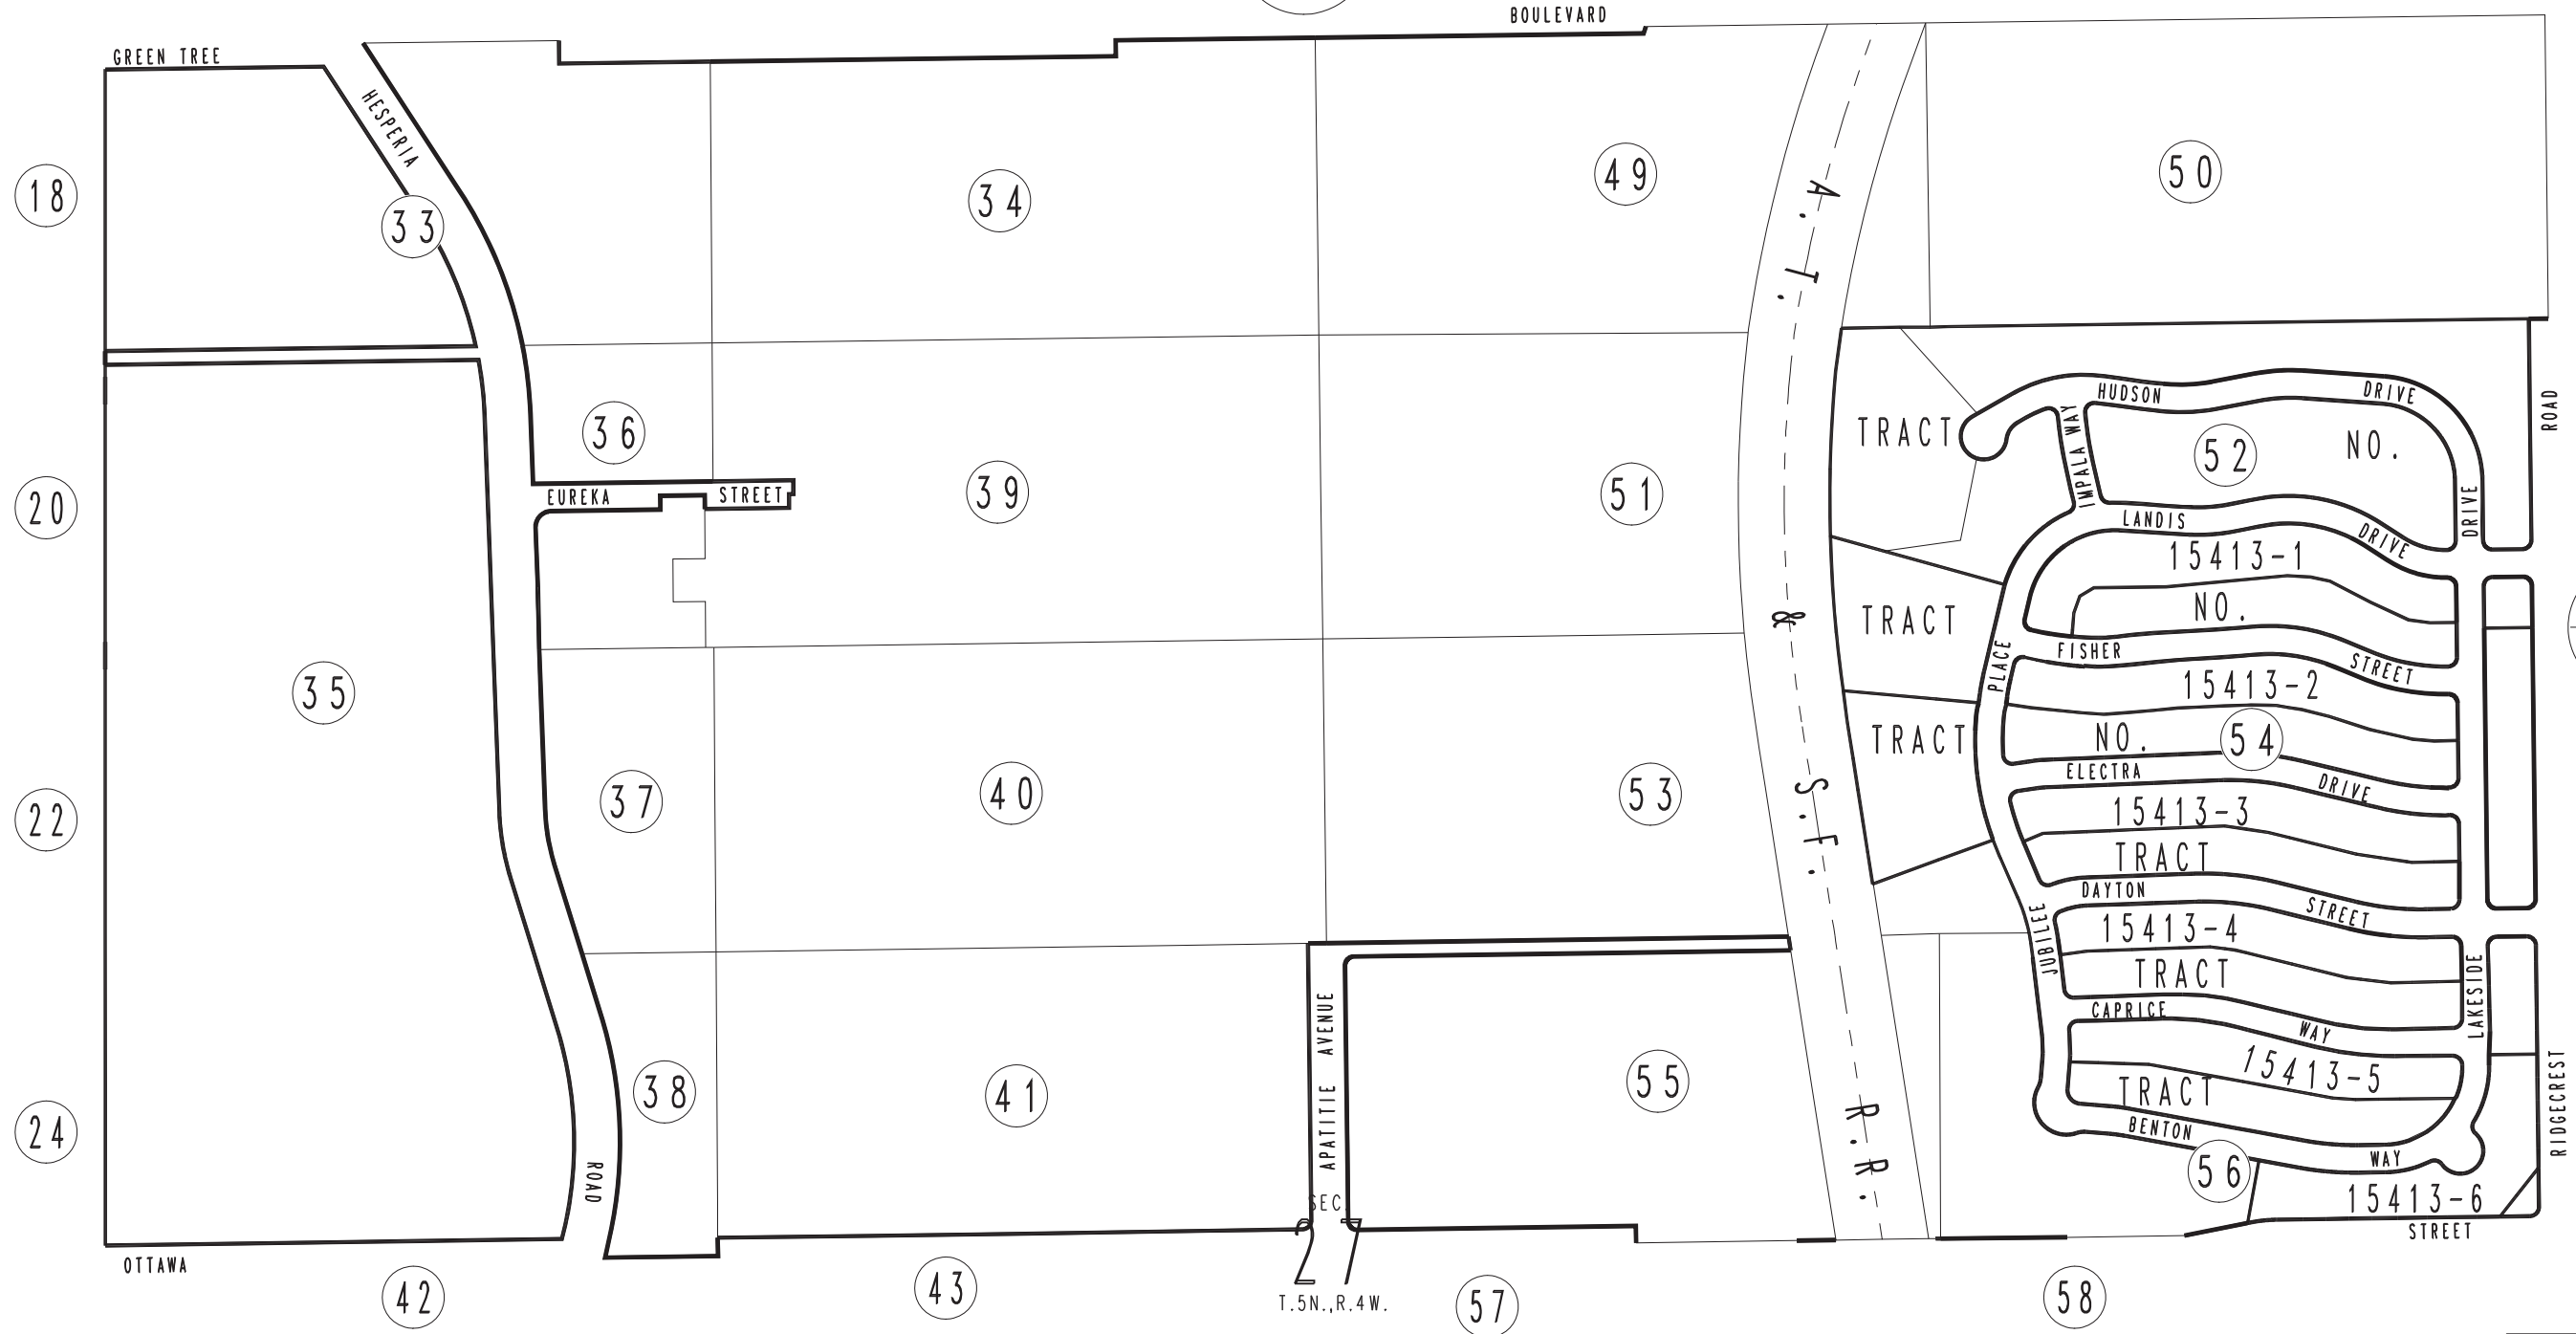 BOULEVARD
GREEN TREE
HESPERIA
18
33
34
49
50
A. T. & S.F. R.R.
20
36
EUREKA STREET
39
51
TRACT
HUDSON DRIVE
IMPALA WAY
52
NO.
ROAD
LANDIS DRIVE
DRIVE
15413-1
TRACT
NO.
PLACE
FISHER STREET
35
15413-2
TRACT
NO.
54
22
37
40
53
ELECTRA DRIVE
15413-3
TRACT
DAYTON STREET
JUBILEE
15413-4
TRACT
LAKESIDE
CAPRICE WAY
15413-5
TRACT
24
38
41
APATITIE AVENUE
55
RIDGECREST
BENTON WAY
56
ROAD
15413-6
SEC.
27
STREET
OTTAWA
42
43
T.5N.,R.4W.
57
58